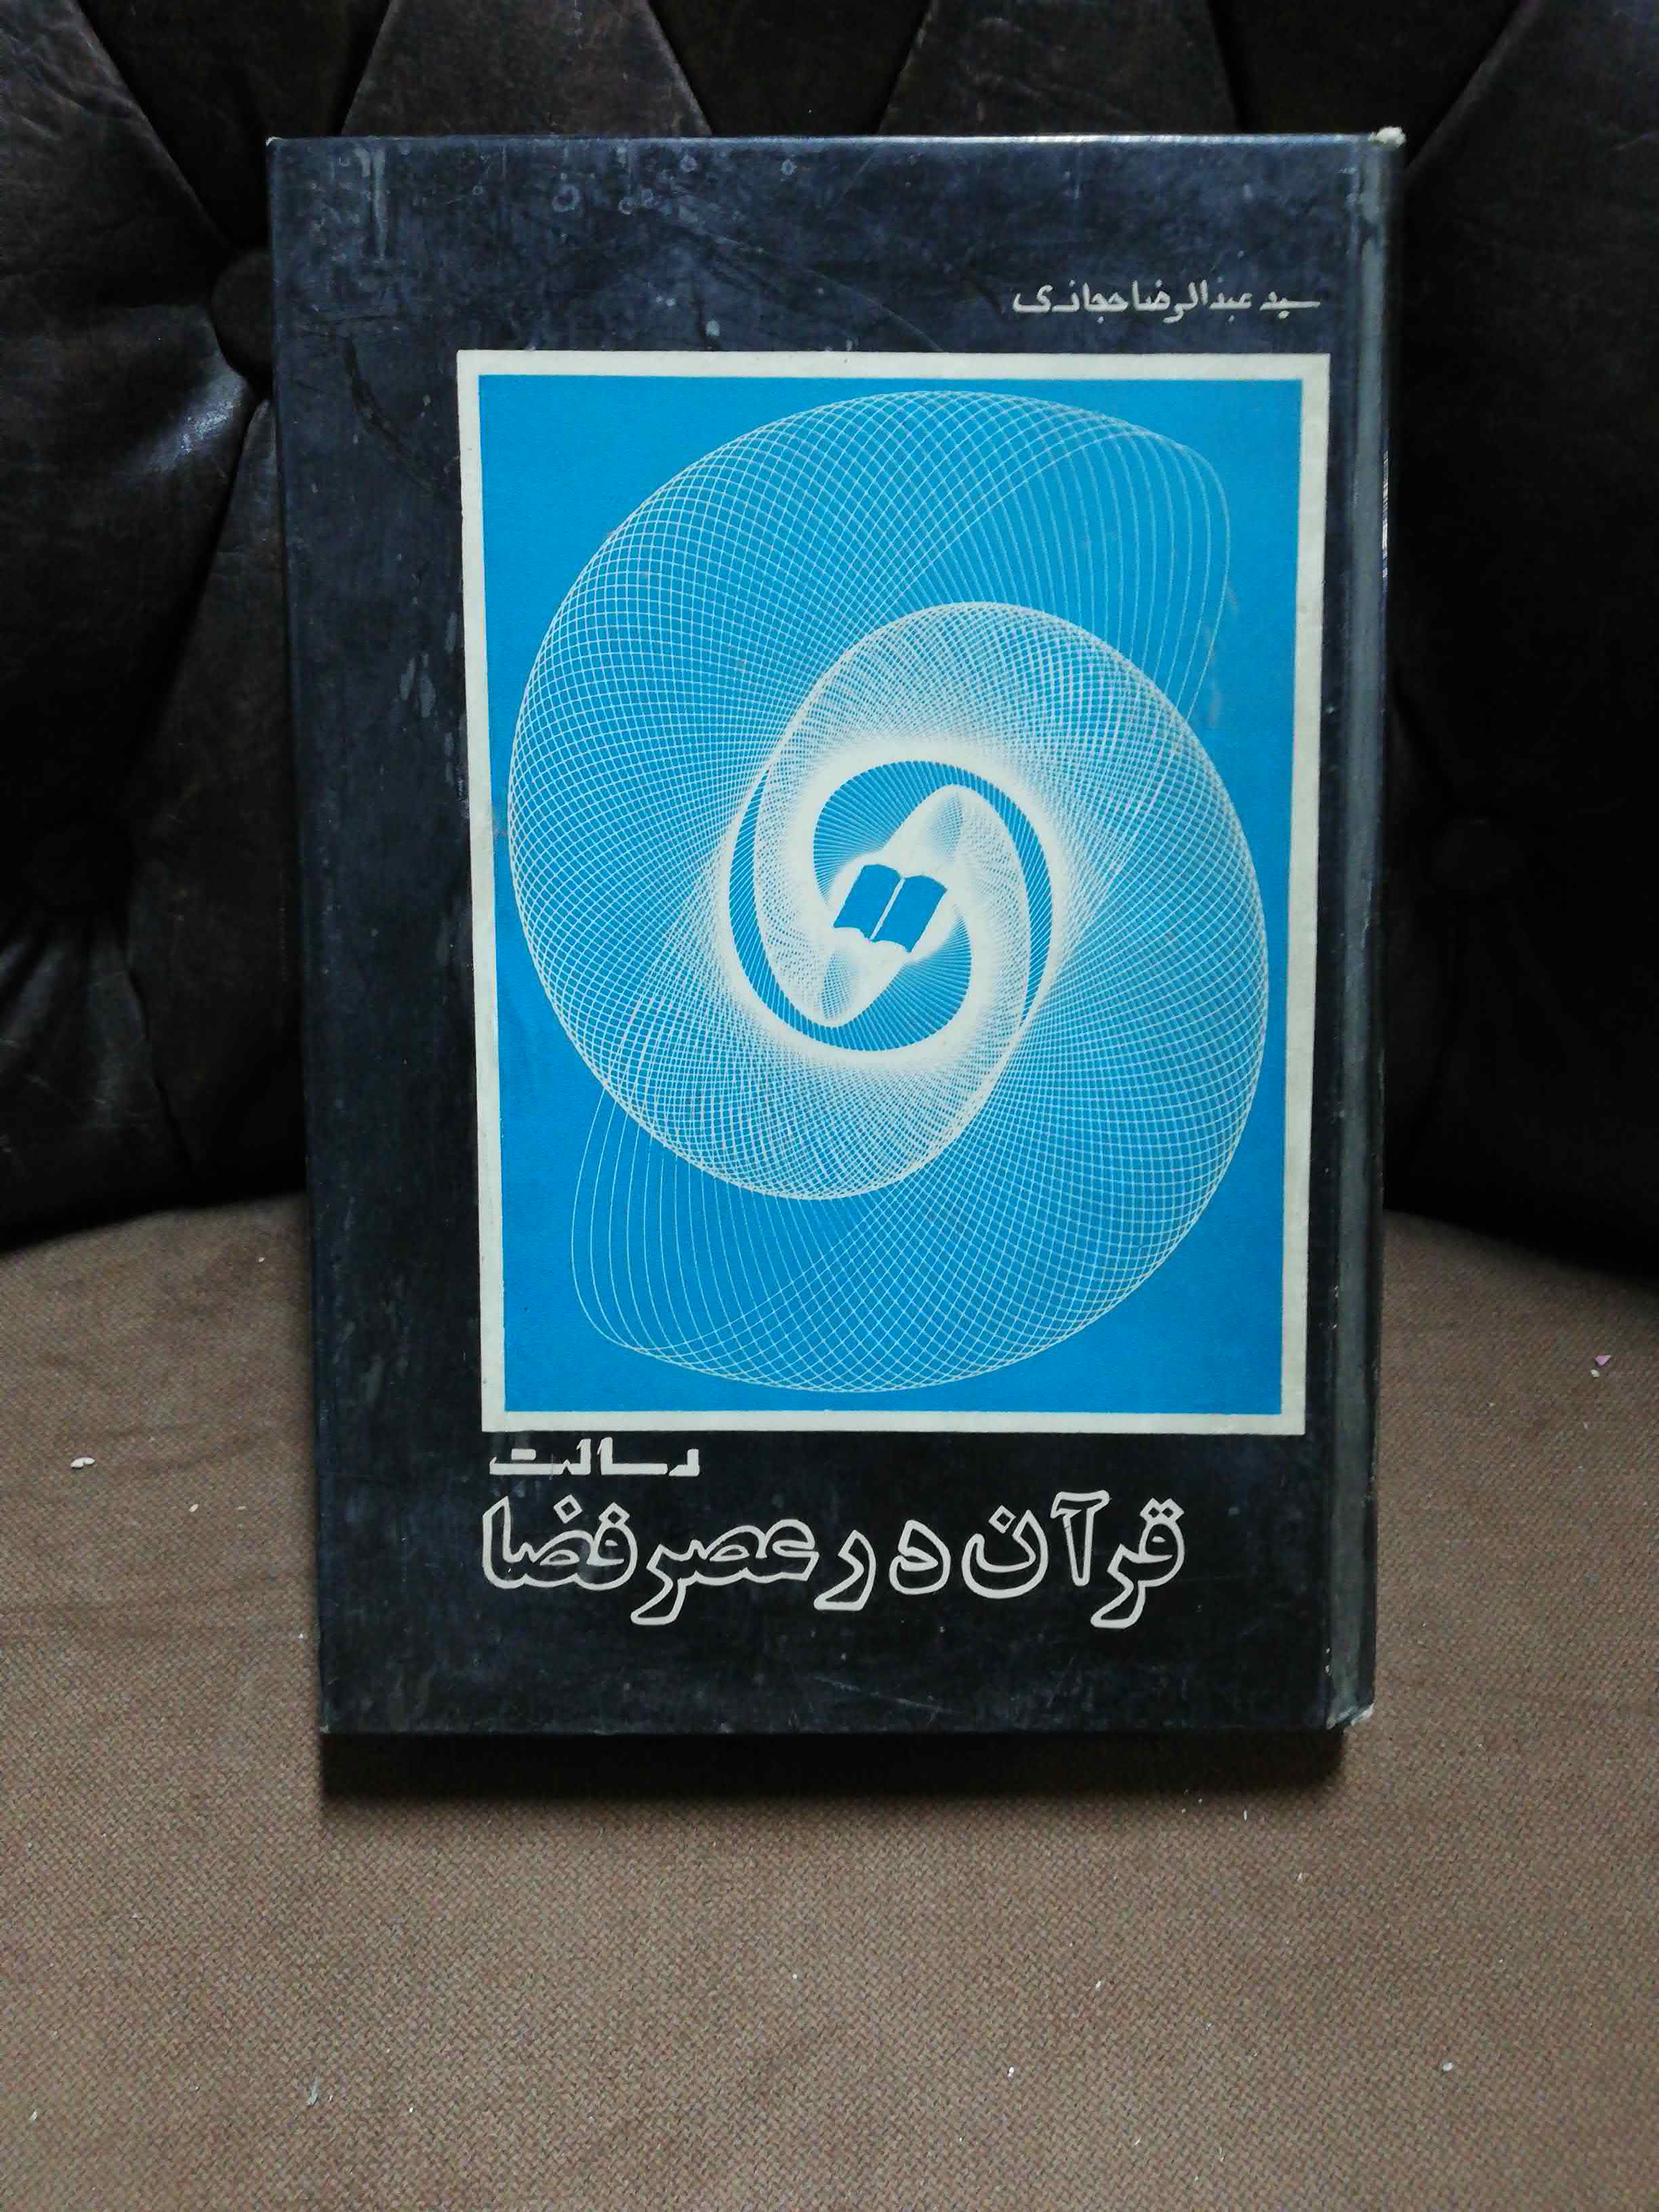 سید عبدالرضا حجازی
رسالت
قرآن در عصر فضا